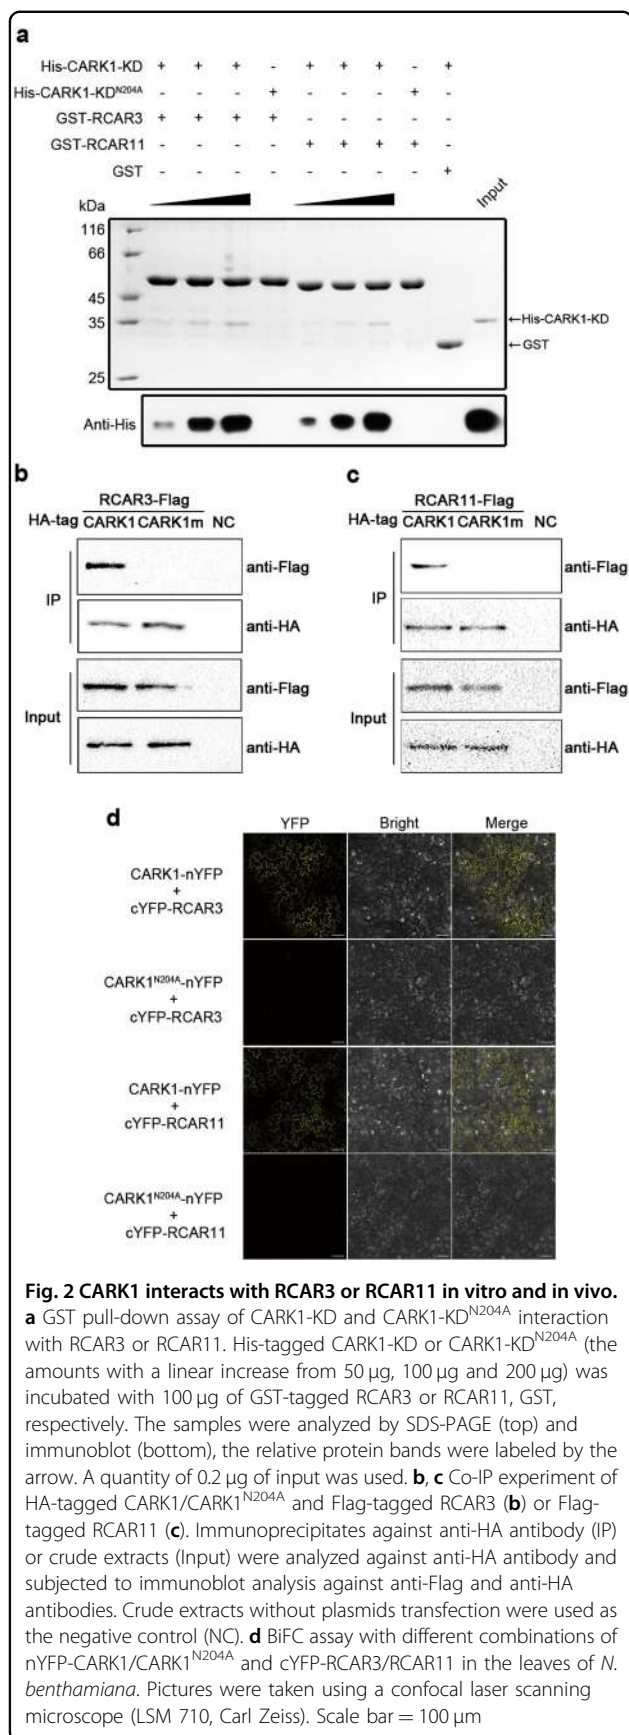 a
His-CARK1-KD + + + - + + + - +
His-CARK1-KDN204A - - - + - - - + -
GST-RCAR3 + + + + - - - - -
GST-RCAR11 - - - - + + + + -
GST - - - - - - - - +
Input
kDa
116
66
45
35
25
←His-CARK1-KD
←GST
Anti-His
b
RCAR3-Flag
HA-tag CARK1 CARK1m NC
IP
anti-Flag
anti-HA
Input
anti-Flag
anti-HA
c
RCAR11-Flag
HA-tag CARK1 CARK1m NC
IP
anti-Flag
anti-HA
Input
anti-Flag
anti-HA
d
YFP Bright Merge
CARK1-nYFP
+
cYFP-RCAR3
CARK1N204A-nYFP
+
cYFP-RCAR3
CARK1-nYFP
+
cYFP-RCAR11
CARK1N204A-nYFP
+
cYFP-RCAR11
Fig. 2 CARK1 interacts with RCAR3 or RCAR11 in vitro and in vivo.
a GST pull-down assay of CARK1-KD and CARK1-KDN204A interaction
with RCAR3 or RCAR11. His-tagged CARK1-KD or CARK1-KDN204A (the
amounts with a linear increase from 50 µg, 100 µg and 200 µg) was
incubated with 100 µg of GST-tagged RCAR3 or RCAR11, GST,
respectively. The samples were analyzed by SDS-PAGE (top) and
immunoblot (bottom), the relative protein bands were labeled by the
arrow. A quantity of 0.2 µg of input was used. b, c Co-IP experiment of
HA-tagged CARK1/CARK1N204A and Flag-tagged RCAR3 (b) or Flag-
tagged RCAR11 (c). Immunoprecipitates against anti-HA antibody (IP)
or crude extracts (Input) were analyzed against anti-HA antibody and
subjected to immunoblot analysis against anti-Flag and anti-HA
antibodies. Crude extracts without plasmids transfection were used as
the negative control (NC). d BiFC assay with different combinations of
nYFP-CARK1/CARK1N204A and cYFP-RCAR3/RCAR11 in the leaves of N.
benthamiana. Pictures were taken using a confocal laser scanning
microscope (LSM 710, Carl Zeiss). Scale bar = 100 µm